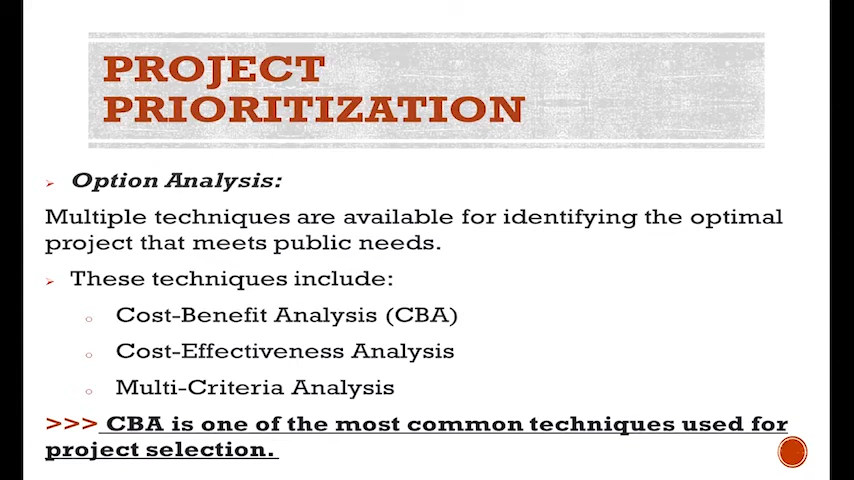 PROJECT
PRIORITIZATION
➢ Option Analysis:
Multiple techniques are available for identifying the optimal
project that meets public needs.
➢ These techniques include:
o Cost-Benefit Analysis (CBA)
o Cost-Effectiveness Analysis
o Multi-Criteria Analysis
>>> CBA is one of the most common techniques used for
project selection.